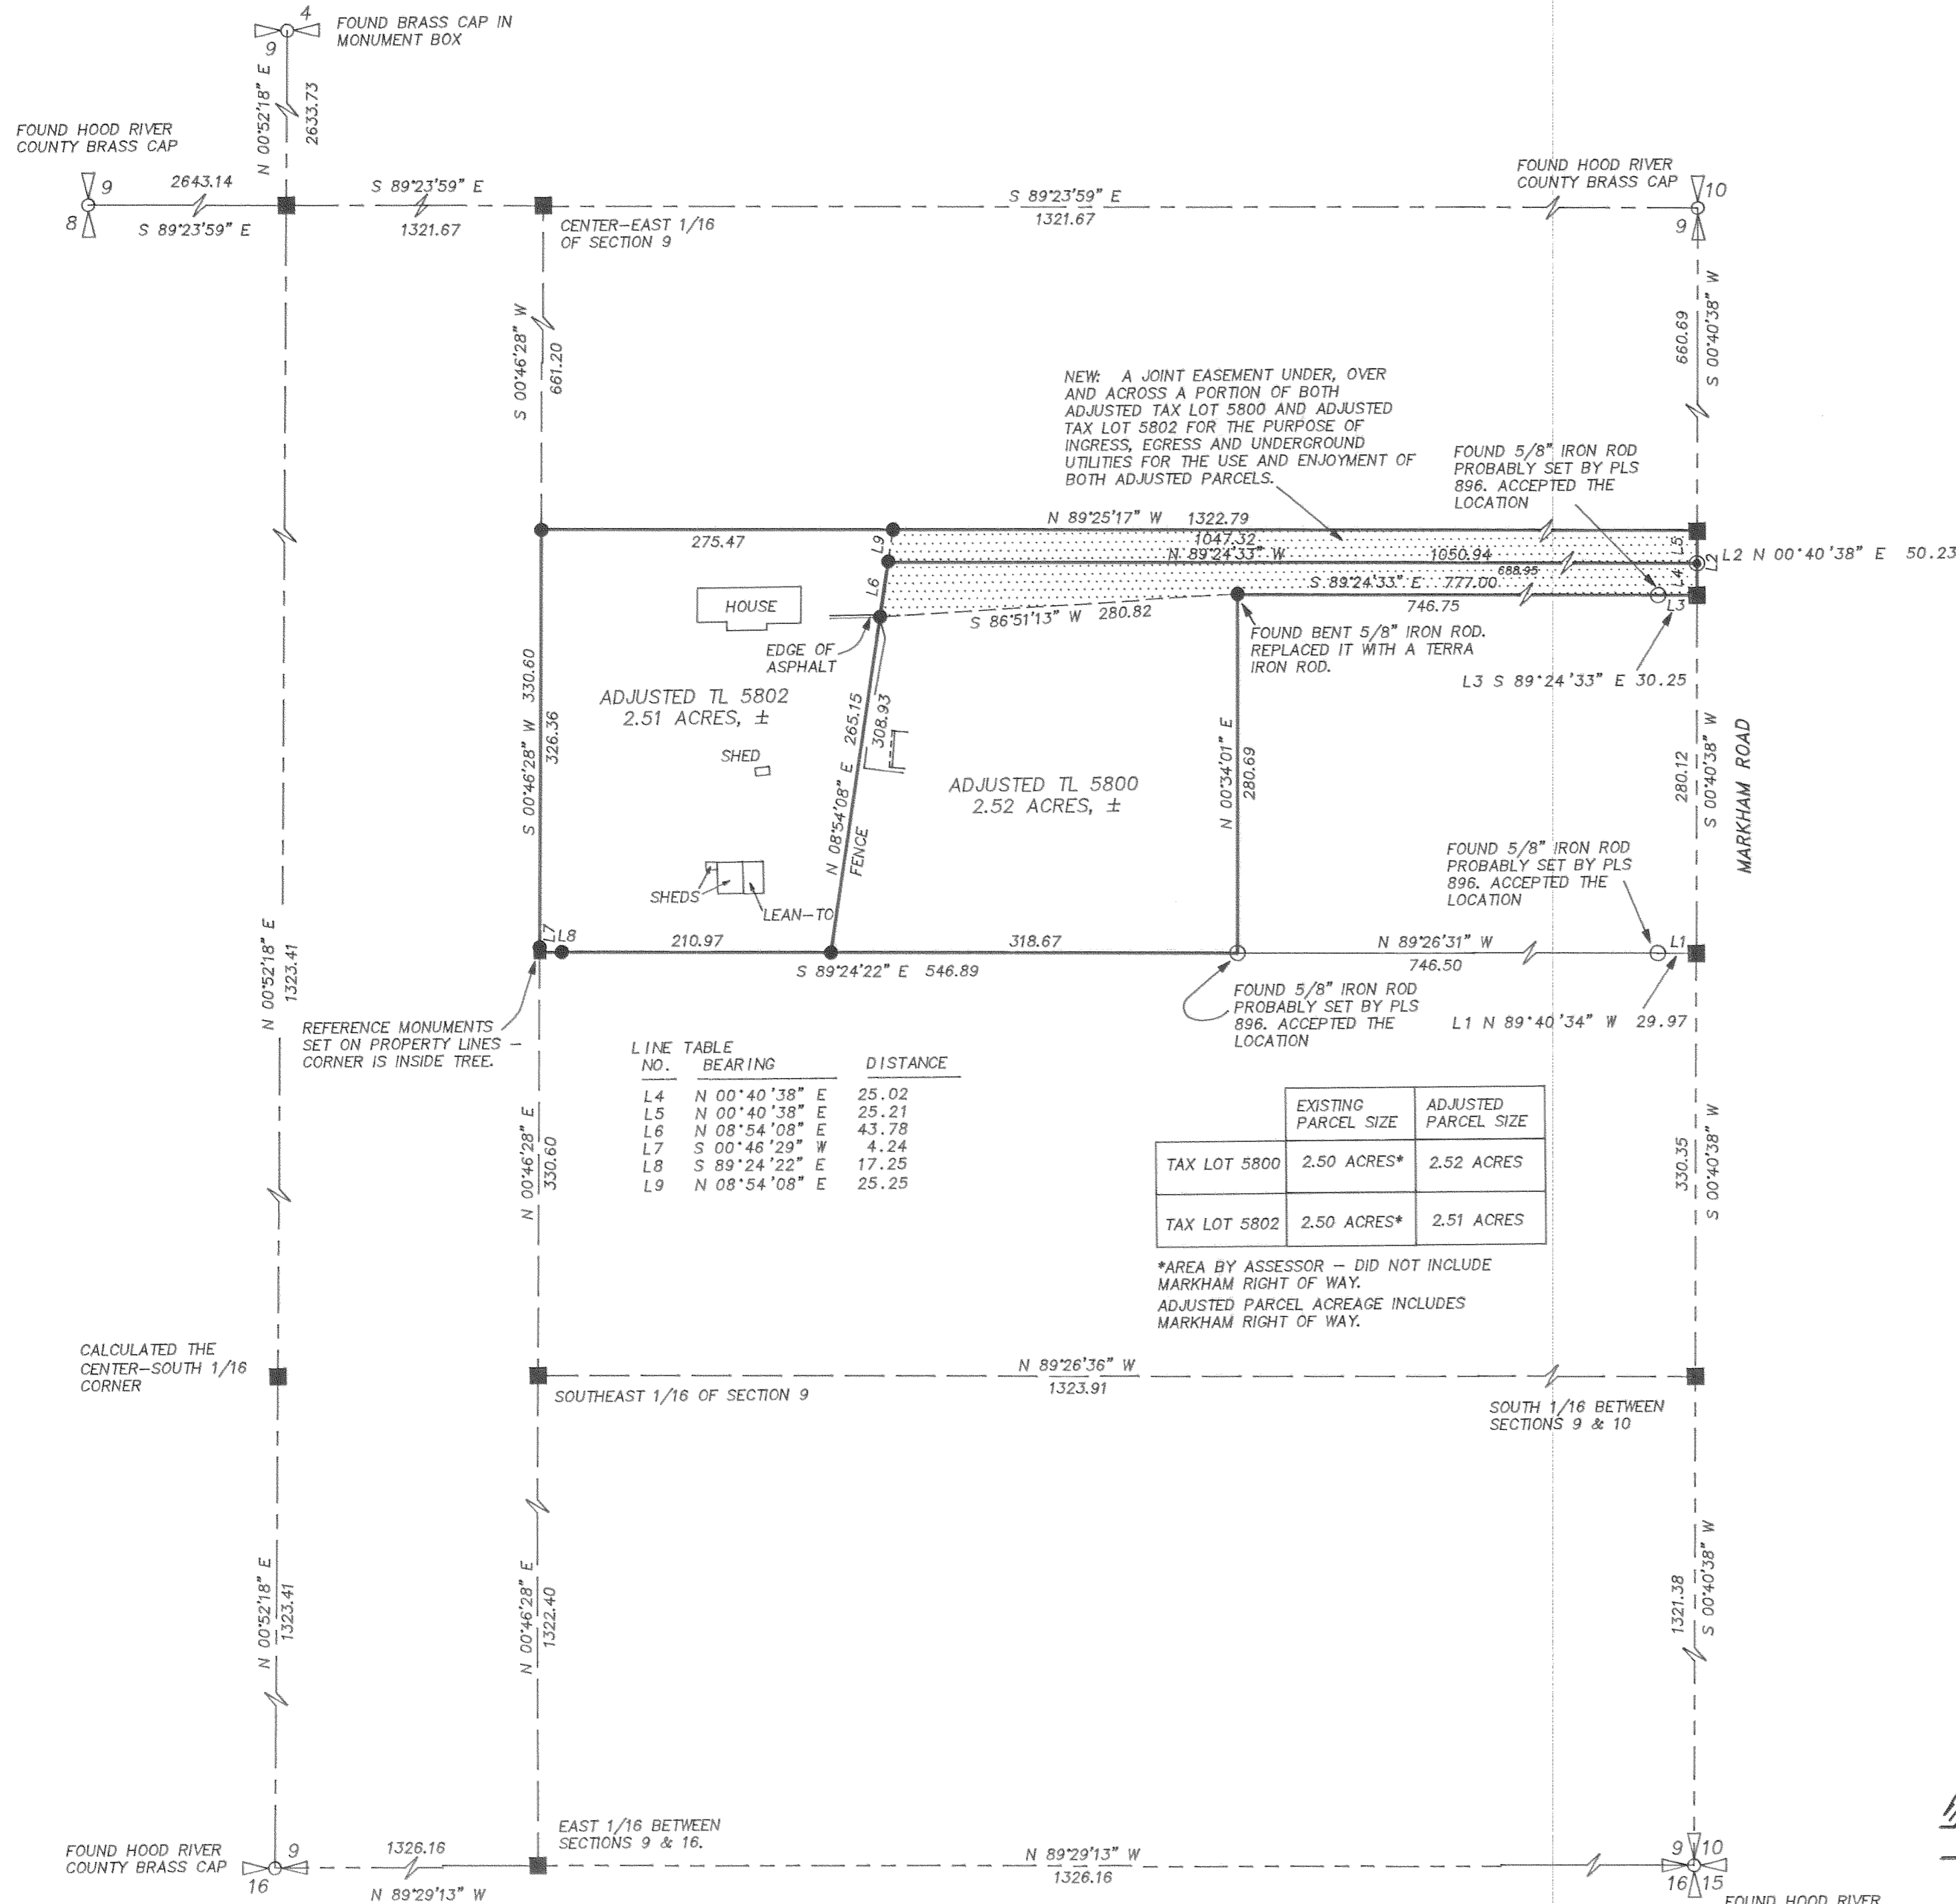 4
FOUND BRASS CAP IN
MONUMENT BOX
9
N 00°52'18" E
2633.73
FOUND HOOD RIVER
COUNTY BRASS CAP
9
8
2643.14
S 89°23'59" E
S 89°23'59" E
1321.67
CENTER-EAST 1/16
OF SECTION 9
S 89°23'59" E
1321.67
FOUND HOOD RIVER
COUNTY BRASS CAP
10
9
S 00°46'28" W
661.20
660.69
S 00°40'38" W
NEW: A JOINT EASEMENT UNDER, OVER
AND ACROSS A PORTION OF BOTH
ADJUSTED TAX LOT 5800 AND ADJUSTED
TAX LOT 5802 FOR THE PURPOSE OF
INGRESS, EGRESS AND UNDERGROUND
UTILITIES FOR THE USE AND ENJOYMENT OF
BOTH ADJUSTED PARCELS.
FOUND 5/8" IRON ROD
PROBABLY SET BY PLS
896. ACCEPTED THE
LOCATION
N 89°25'17" W 1322.79
275.47
L9
1047.32
N 89°24'33" W
1050.94
L5
L2
L2 N 00°40'38" E 50.23
L6
688.95
L4
S 89°24'33" E 777.00
746.75
L3
HOUSE
S 86°51'13" W 280.82
EDGE OF
ASPHALT
FOUND BENT 5/8" IRON ROD.
REPLACED IT WITH A TERRA
IRON ROD.
L3 S 89°24'33" E 30.25
ADJUSTED TL 5802
2.51 ACRES, ±
S 00°46'28" W 330.60
326.36
N 08°54'08" E 265.15
308.93
FENCE
SHED
ADJUSTED TL 5800
2.52 ACRES, ±
N 00°34'01" E
280.69
280.12
S 00°40'38" W
MARKHAM ROAD
SHEDS
LEAN-TO
FOUND 5/8" IRON ROD
PROBABLY SET BY PLS
896. ACCEPTED THE
LOCATION
L7
L8
210.97
318.67
S 89°24'22" E 546.89
N 89°26'31" W
746.50
L1
N 00°52'18" E
1323.41
REFERENCE MONUMENTS
SET ON PROPERTY LINES -
CORNER IS INSIDE TREE.
FOUND 5/8" IRON ROD
PROBABLY SET BY PLS
896. ACCEPTED THE
LOCATION
L1 N 89°40'34" W 29.97
LINE TABLE
NO. BEARING DISTANCE
L4 N 00°40'38" E 25.02
L5 N 00°40'38" E 25.21
L6 N 08°54'08" E 43.78
L7 S 00°46'29" W 4.24
L8 S 89°24'22" E 17.25
L9 N 08°54'08" E 25.25
N 00°46'28" E
330.60
EXISTING PARCEL SIZE ADJUSTED PARCEL SIZE
TAX LOT 5800 2.50 ACRES* 2.52 ACRES
TAX LOT 5802 2.50 ACRES* 2.51 ACRES
330.35
S 00°40'38" W
*AREA BY ASSESSOR - DID NOT INCLUDE
MARKHAM RIGHT OF WAY.
ADJUSTED PARCEL ACREAGE INCLUDES
MARKHAM RIGHT OF WAY.
CALCULATED THE
CENTER-SOUTH 1/16
CORNER
N 89°26'36" W
1323.91
SOUTHEAST 1/16 OF SECTION 9
SOUTH 1/16 BETWEEN
SECTIONS 9 & 10
N 00°52'18" E
1323.41
N 00°46'28" E
1322.40
1321.38
S 00°40'38" W
FOUND HOOD RIVER
COUNTY BRASS CAP
9
16
1326.16
N 89°29'13" W
EAST 1/16 BETWEEN
SECTIONS 9 & 16.
N 89°29'13" W
1326.16
9 10
16 15
FOUND HOOD RIVER